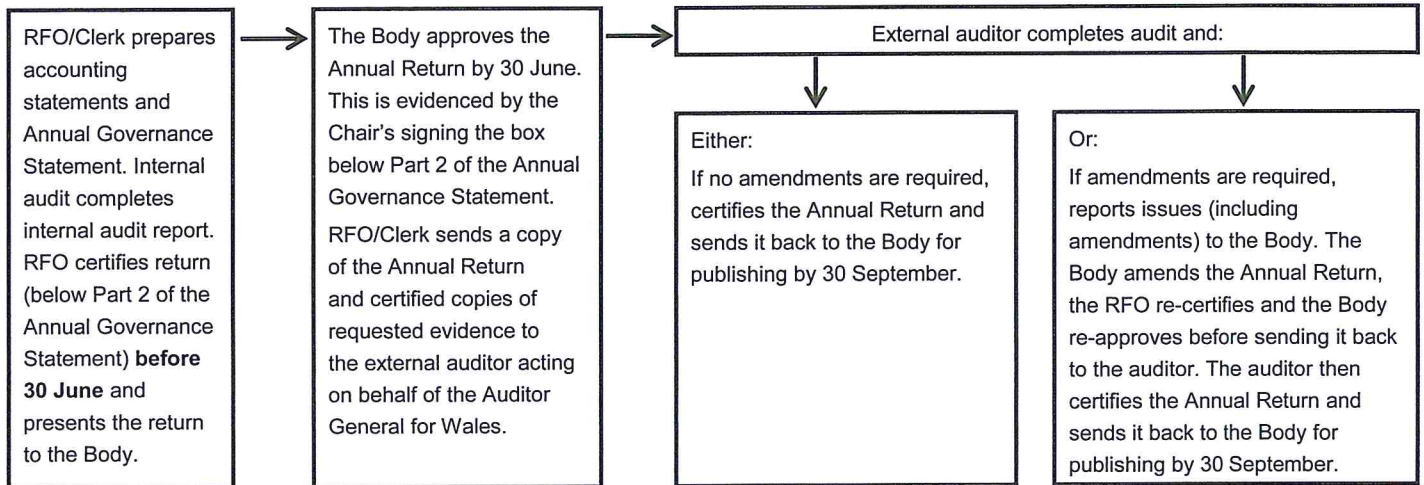 RFO/Clerk prepares
accounting
statements and
Annual Governance
Statement. Internal
audit completes
internal audit report.
RFO certifies return
(below Part 2 of the
Annual Governance
Statement) before
30 June and
presents the return
to the Body.
The Body approves the
Annual Return by 30 June.
This is evidenced by the
Chair's signing the box
below Part 2 of the Annual
Governance Statement.
RFO/Clerk sends a copy
of the Annual Return
and certified copies of
requested evidence to
the external auditor acting
on behalf of the Auditor
General for Wales.
External auditor completes audit and:
Either:
If no amendments are required,
certifies the Annual Return and
sends it back to the Body for
publishing by 30 September.
Or:
If amendments are required,
reports issues (including
amendments) to the Body. The
Body amends the Annual Return,
the RFO re-certifies and the Body
re-approves before sending it back
to the auditor. The auditor then
certifies the Annual Return and
sends it back to the Body for
publishing by 30 September.